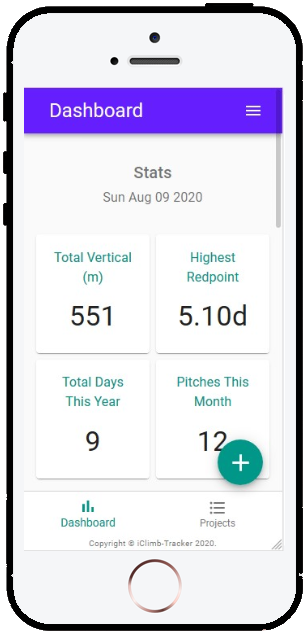 Dashboard
Stats
Sun Aug 09 2020
Total Vertical
(m)
551
Highest
Redpoint
5.10d
Total Days
This Year
9
Pitches This
Month
12
Dashboard
Projects
Copyright © iClimb-Tracker 2020.